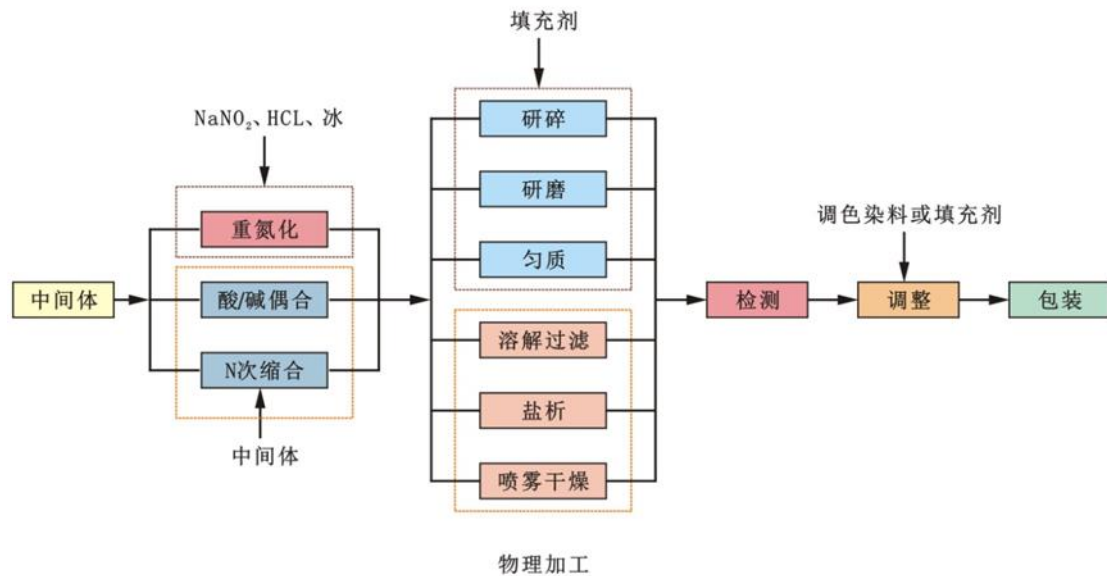 填充剂
NaNO₂、HCL、冰
研碎
研磨
匀质
重氮化
中间体
酸/碱偶合
N次缩合
中间体
溶解过滤
盐析
喷雾干燥
检测
调色染料或填充剂
调整
包装
物理加工